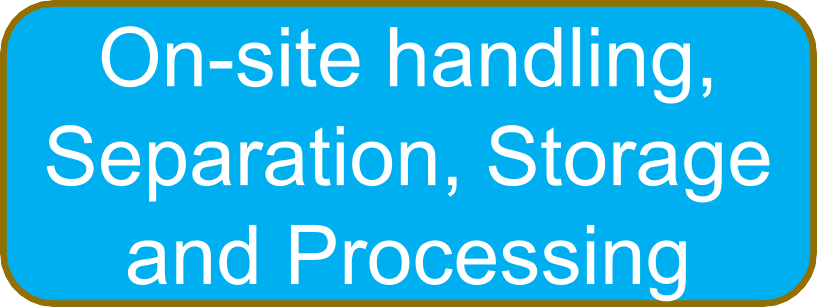 On-site handling,
Separation, Storage
and Processing